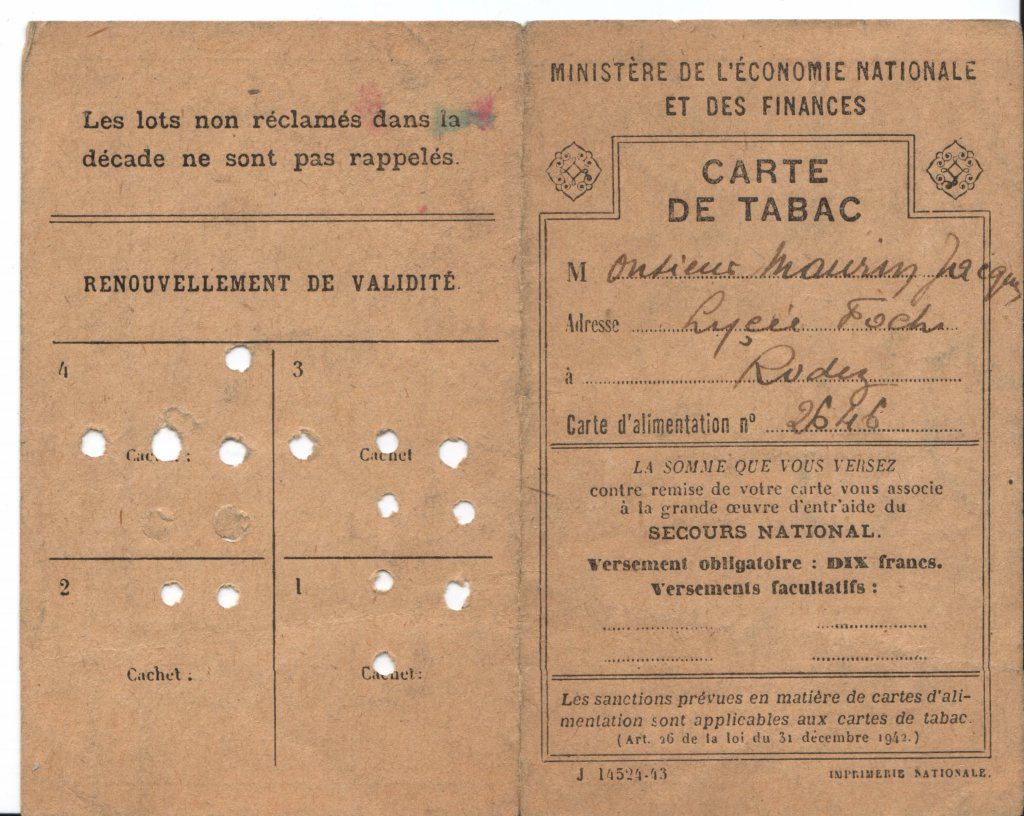 Les lots non réclamés dans la
décade ne sont pas rappelés.
RENOUVELLEMENT DE VALIDITÉ.
4
3
Cachet :
Cachet
2
1
Cachet :
Cachet :
MINISTÈRE DE L'ÉCONOMIE NATIONALE
ET DES FINANCES
CARTE
DE TABAC
M onsieur Maurin Jacques
Adresse Lycée Foch
à Rodez
Carte d'alimentation nº 2646
LA SOMME QUE VOUS VERSEZ
contre remise de votre carte vous associe
à la grande œuvre d'entr'aide du
SECOURS NATIONAL.
Versement obligatoire : DIX francs.
Versements facultatifs :
Les sanctions prévues en matière de cartes d'ali-
mentation sont applicables aux cartes de tabac.
(Art. 26 de la loi du 31 décembre 1942.)
J. 14524-43
IMPRIMERIE NATIONALE.